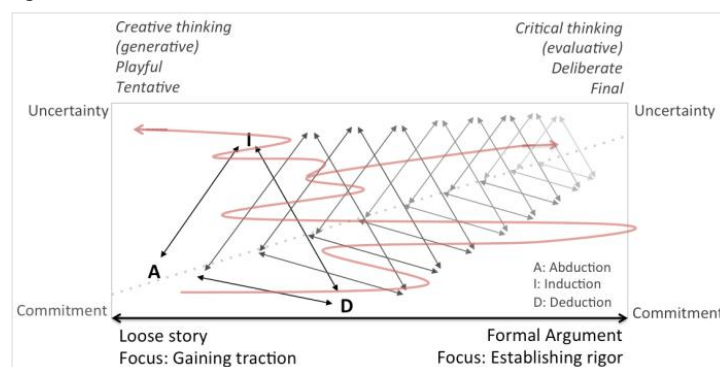 Creative thinking
(generative)
Playful
Tentative
Critical thinking
(evaluative)
Deliberate
Final
Uncertainty
Uncertainty
I
A
D
A: Abduction
I: Induction
D: Deduction
Commitment
Commitment
Loose story
Focus: Gaining traction
Formal Argument
Focus: Establishing rigor